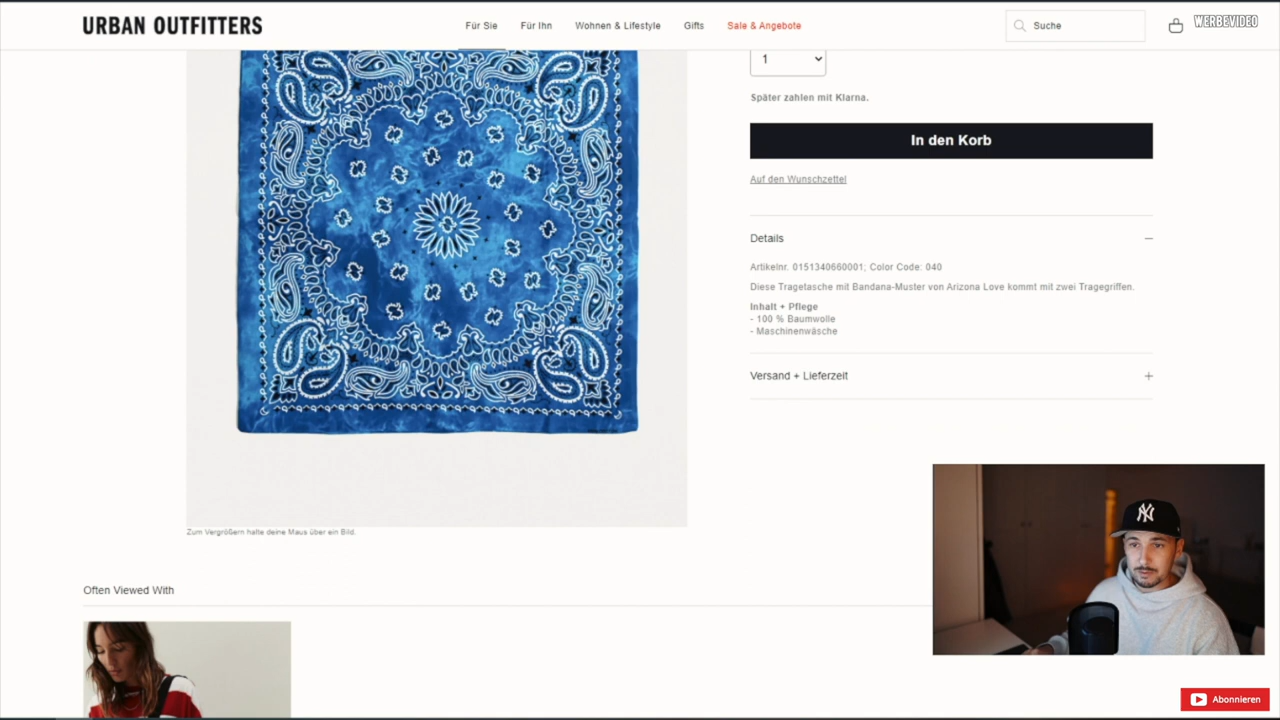 URBAN OUTFITTERS
Für Sie
Für Ihn
Wohnen & Lifestyle
Gifts
Sale & Angebote
Suche
WERBEVIDEO
1
Später zahlen mit Klarna.
In den Korb
Auf den Wunschzettel
Details
Artikelnr. 0151340660001; Color Code: 040
Diese Tragetasche mit Bandana-Muster von Arizona Love kommt mit zwei Tragegriffen.
Inhalt + Pflege
- 100 % Baumwolle
- Maschinenwäsche
Versand + Lieferzeit
Zum Vergrößern halte deine Maus über ein Bild.
Often Viewed With
NY
Abonnieren